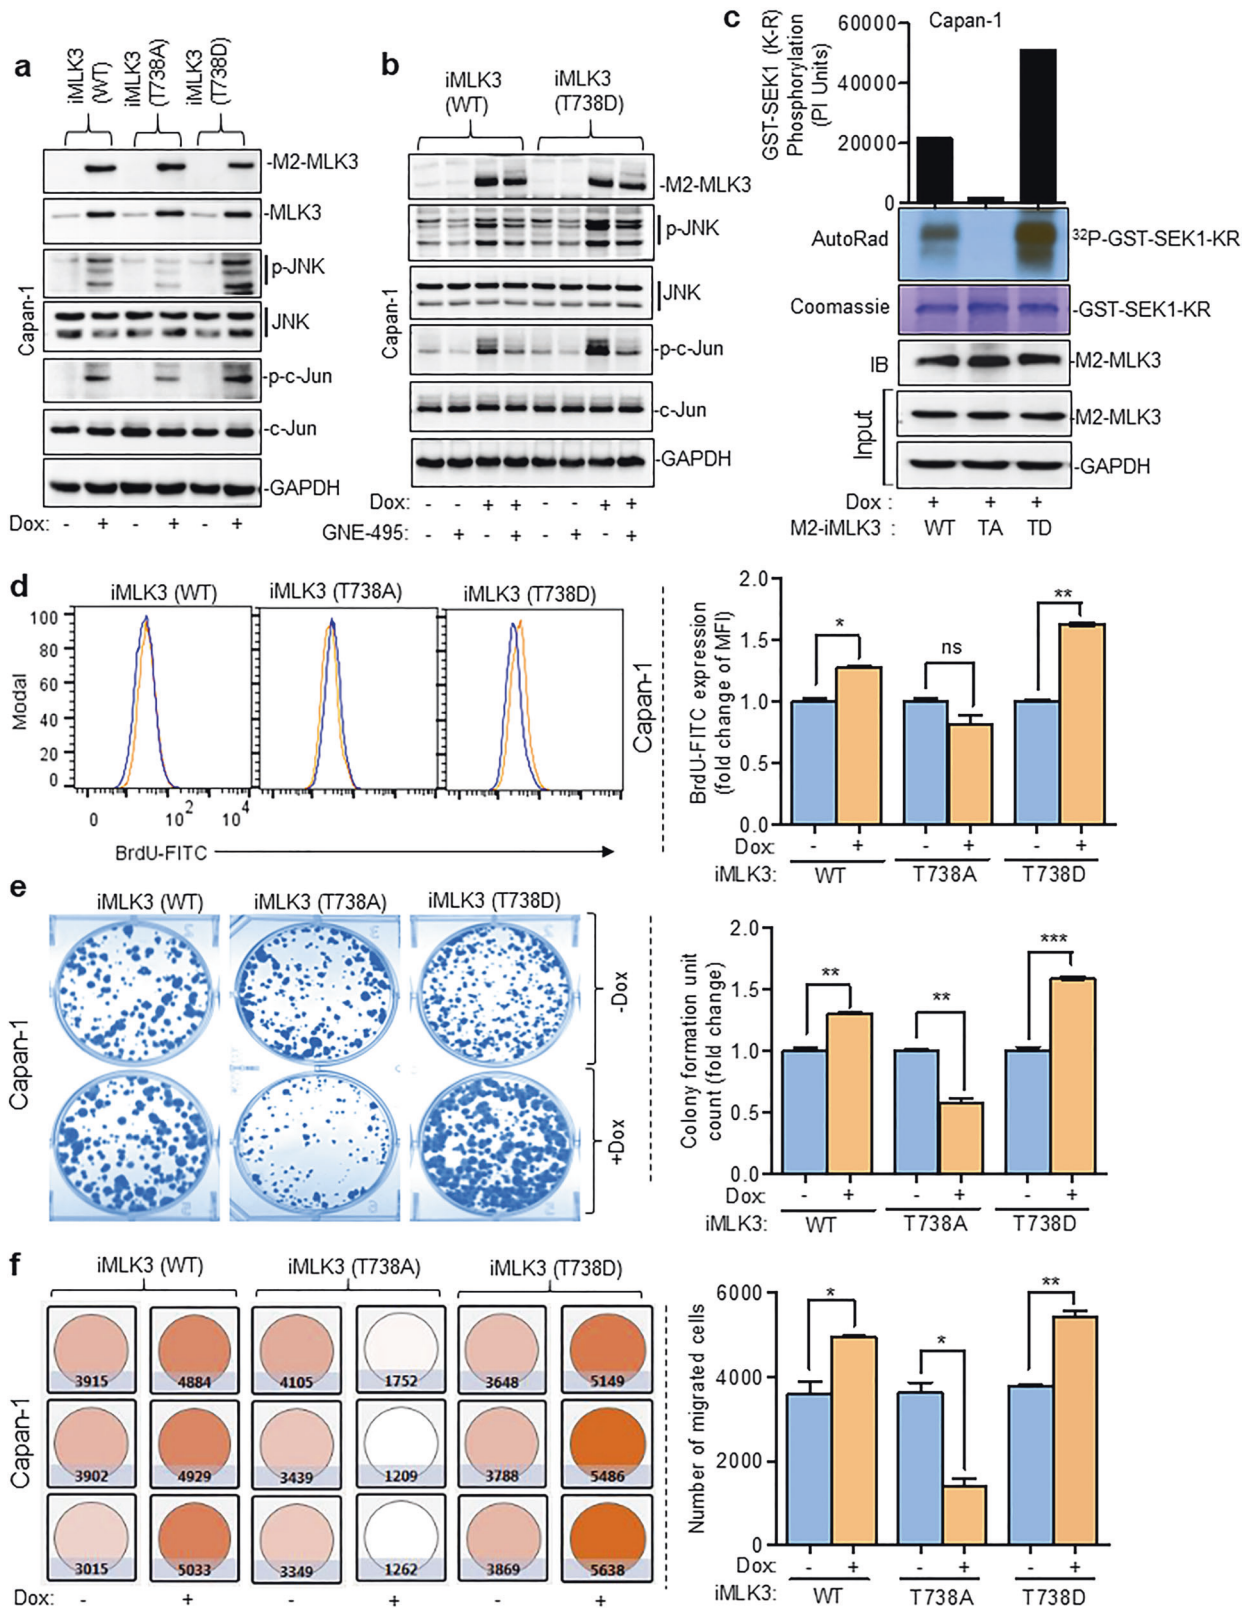 a
iMLK3 (WT)
iMLK3 (T738A)
iMLK3 (T738D)
-M2-MLK3
-MLK3
p-JNK
JNK
-p-c-Jun
-c-Jun
-GAPDH
Capan-1
Dox: - + - + - +
b
iMLK3 (WT)
iMLK3 (T738D)
-M2-MLK3
p-JNK
JNK
-p-c-Jun
-c-Jun
-GAPDH
Capan-1
Dox: - - + + - - + +
GNE-495: - + - + - + - +
c
Capan-1
GST-SEK1 (K-R)
Phosphorylation
(PI Units)
60000
40000
20000
0
AutoRad
32P-GST-SEK1-KR
Coomassie
-GST-SEK1-KR
IB
-M2-MLK3
Input
-M2-MLK3
-GAPDH
Dox : + + +
M2-iMLK3 : WT TA TD
d
iMLK3 (WT)
iMLK3 (T738A)
iMLK3 (T738D)
Modal
100
80
60
40
20
0
0 10² 10⁴
BrdU-FITC
Capan-1
BrdU-FITC expression
(fold change of MFI)
2.0
1.5
1.0
0.5
0.0
* ns **
Dox: - + - + - +
iMLK3: WT T738A T738D
e
iMLK3 (WT)
iMLK3 (T738A)
iMLK3 (T738D)
Capan-1
-Dox
+Dox
Colony formation unit
count (fold change)
2.0
1.5
1.0
0.5
0.0
** ** ***
Dox: - + - + - +
iMLK3: WT T738A T738D
f
iMLK3 (WT)
iMLK3 (T738A)
iMLK3 (T738D)
Capan-1
3915 4884 4105 1752 3648 5149
3902 4929 3439 1209 3788 5486
3015 5033 3349 1262 3869 5638
Dox: - + - + - +
Number of migrated cells
6000
4000
2000
0
* * **
Dox: - + - + - +
iMLK3: WT T738A T738D